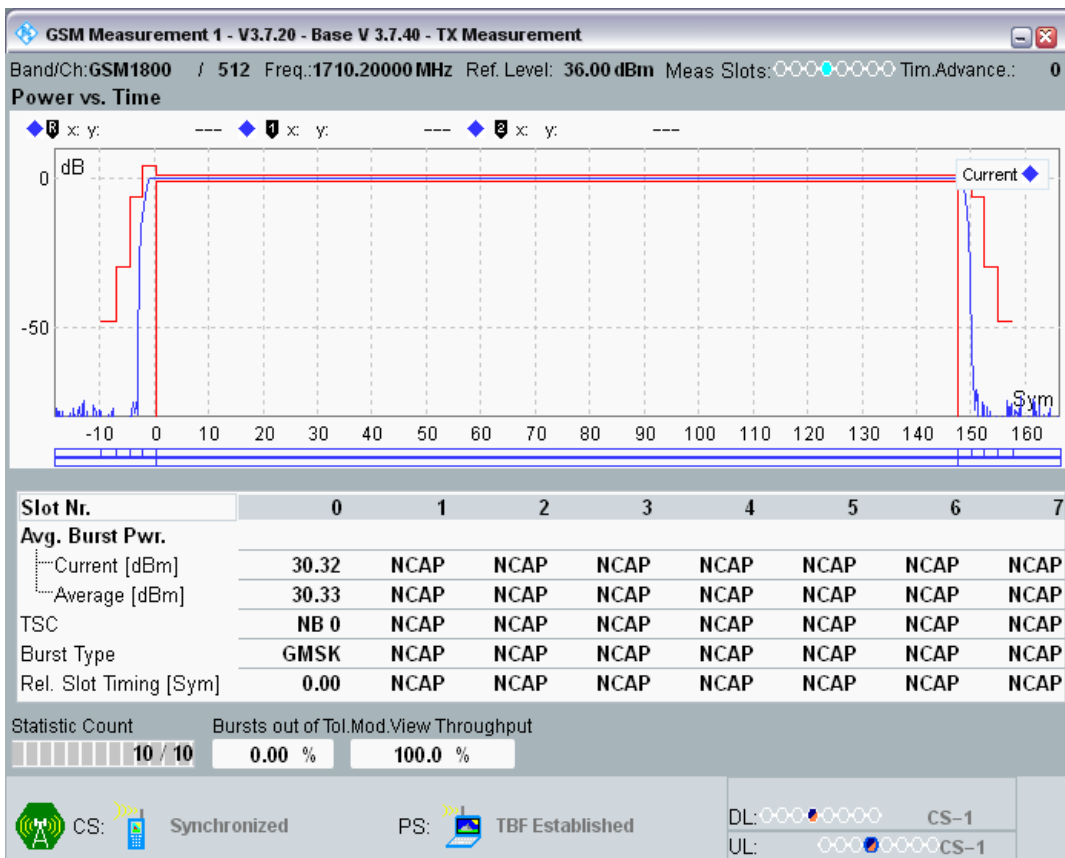 GSM Measurement 1 - V3.7.20 - Base V 3.7.40 - TX Measurement
Band/Ch:GSM1800 / 512 Freq.:1710.20000 MHz Ref. Level: 36.00 dBm Meas Slots: Tim.Advance.: 0
Power vs. Time
R x: y: --- 1 x: y: --- 2 x: y: ---
dB
0
Current
-50
Sym
-10 0 10 20 30 40 50 60 70 80 90 100 110 120 130 140 150 160
Slot Nr. 0 1 2 3 4 5 6 7
Avg. Burst Pwr.
Current [dBm] 30.32 NCAP NCAP NCAP NCAP NCAP NCAP NCAP
Average [dBm] 30.33 NCAP NCAP NCAP NCAP NCAP NCAP NCAP
TSC NB 0 NCAP NCAP NCAP NCAP NCAP NCAP NCAP
Burst Type GMSK NCAP NCAP NCAP NCAP NCAP NCAP NCAP
Rel. Slot Timing [Sym] 0.00 NCAP NCAP NCAP NCAP NCAP NCAP NCAP
Statistic Count Bursts out of Tol.Mod.View Throughput
10 / 10 0.00 % 100.0 %
CS: Synchronized PS: TBF Established
DL: CS-1
UL: CS-1